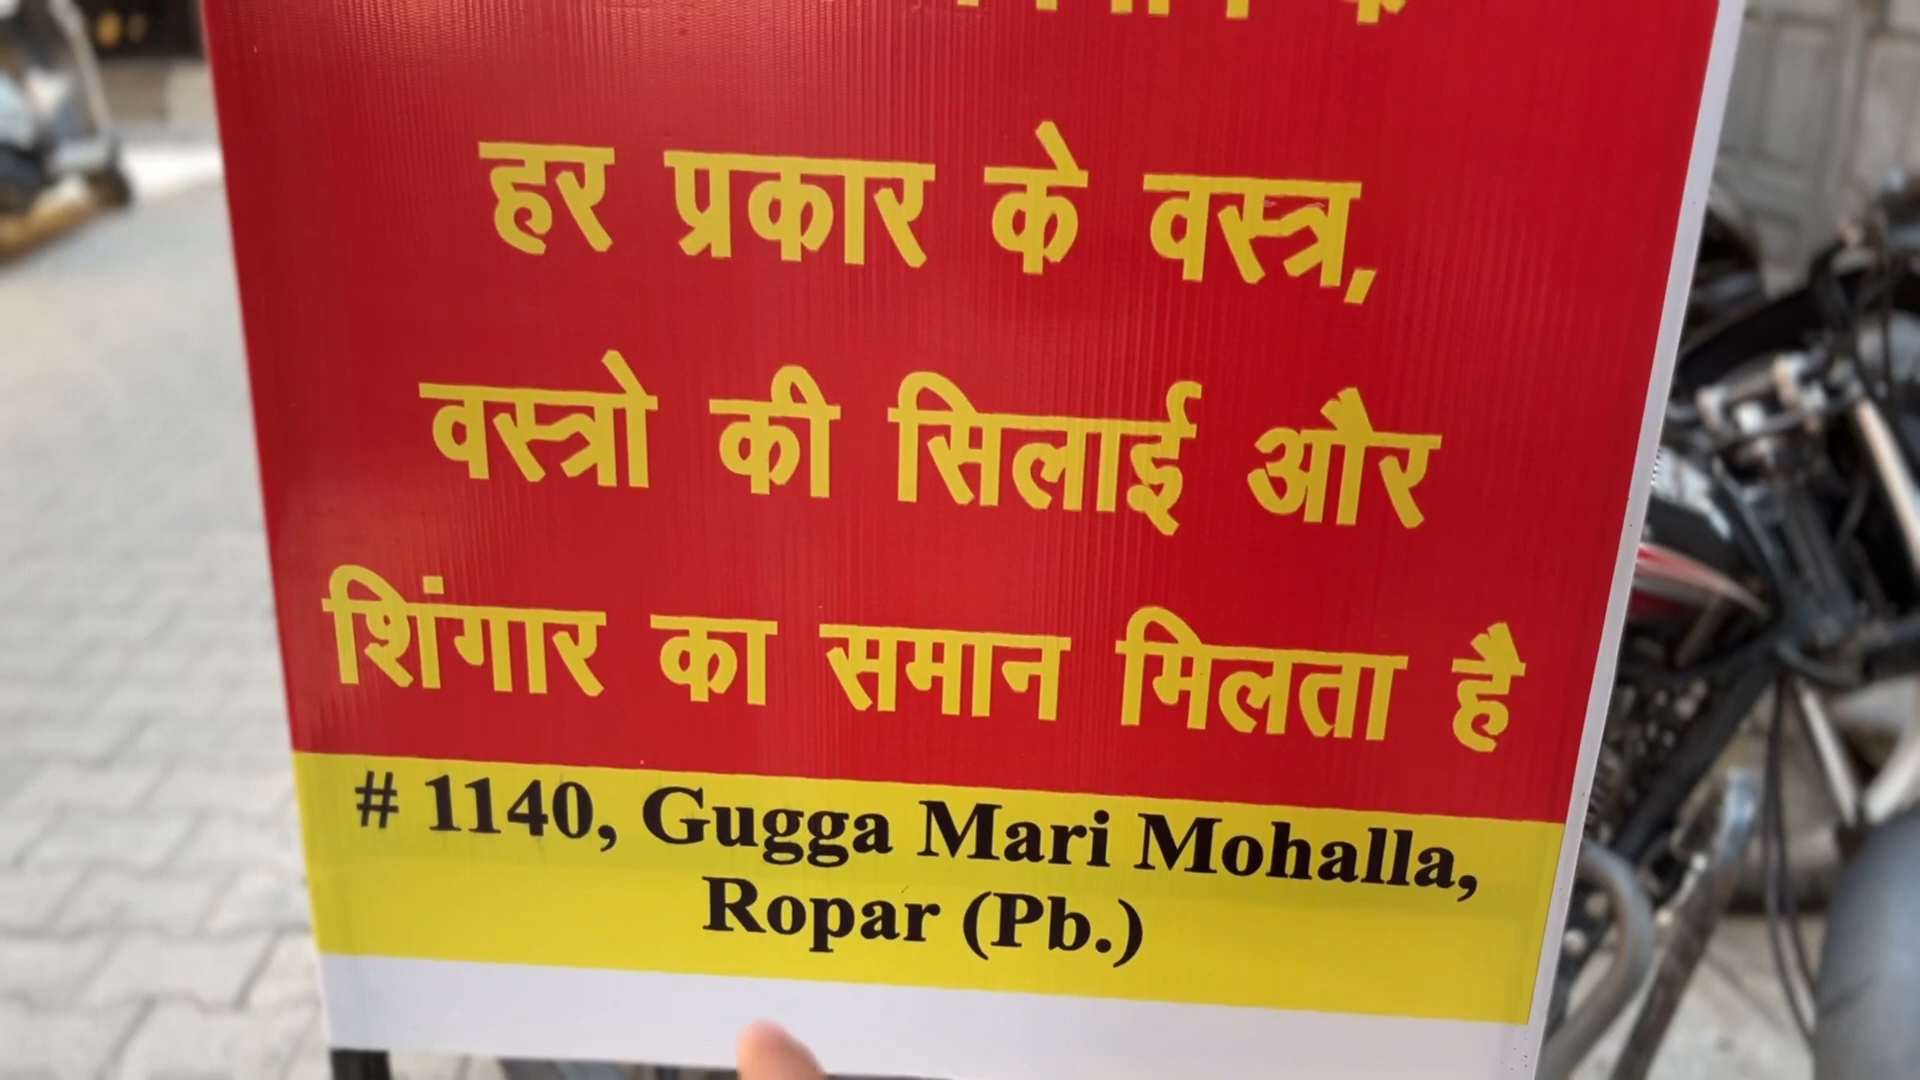 हर प्रकार के वस्त्र,
वस्त्रो की सिलाई और
शिंगार का समान मिलता है
# 1140, Gugga Mari Mohalla,
Ropar (Pb.)